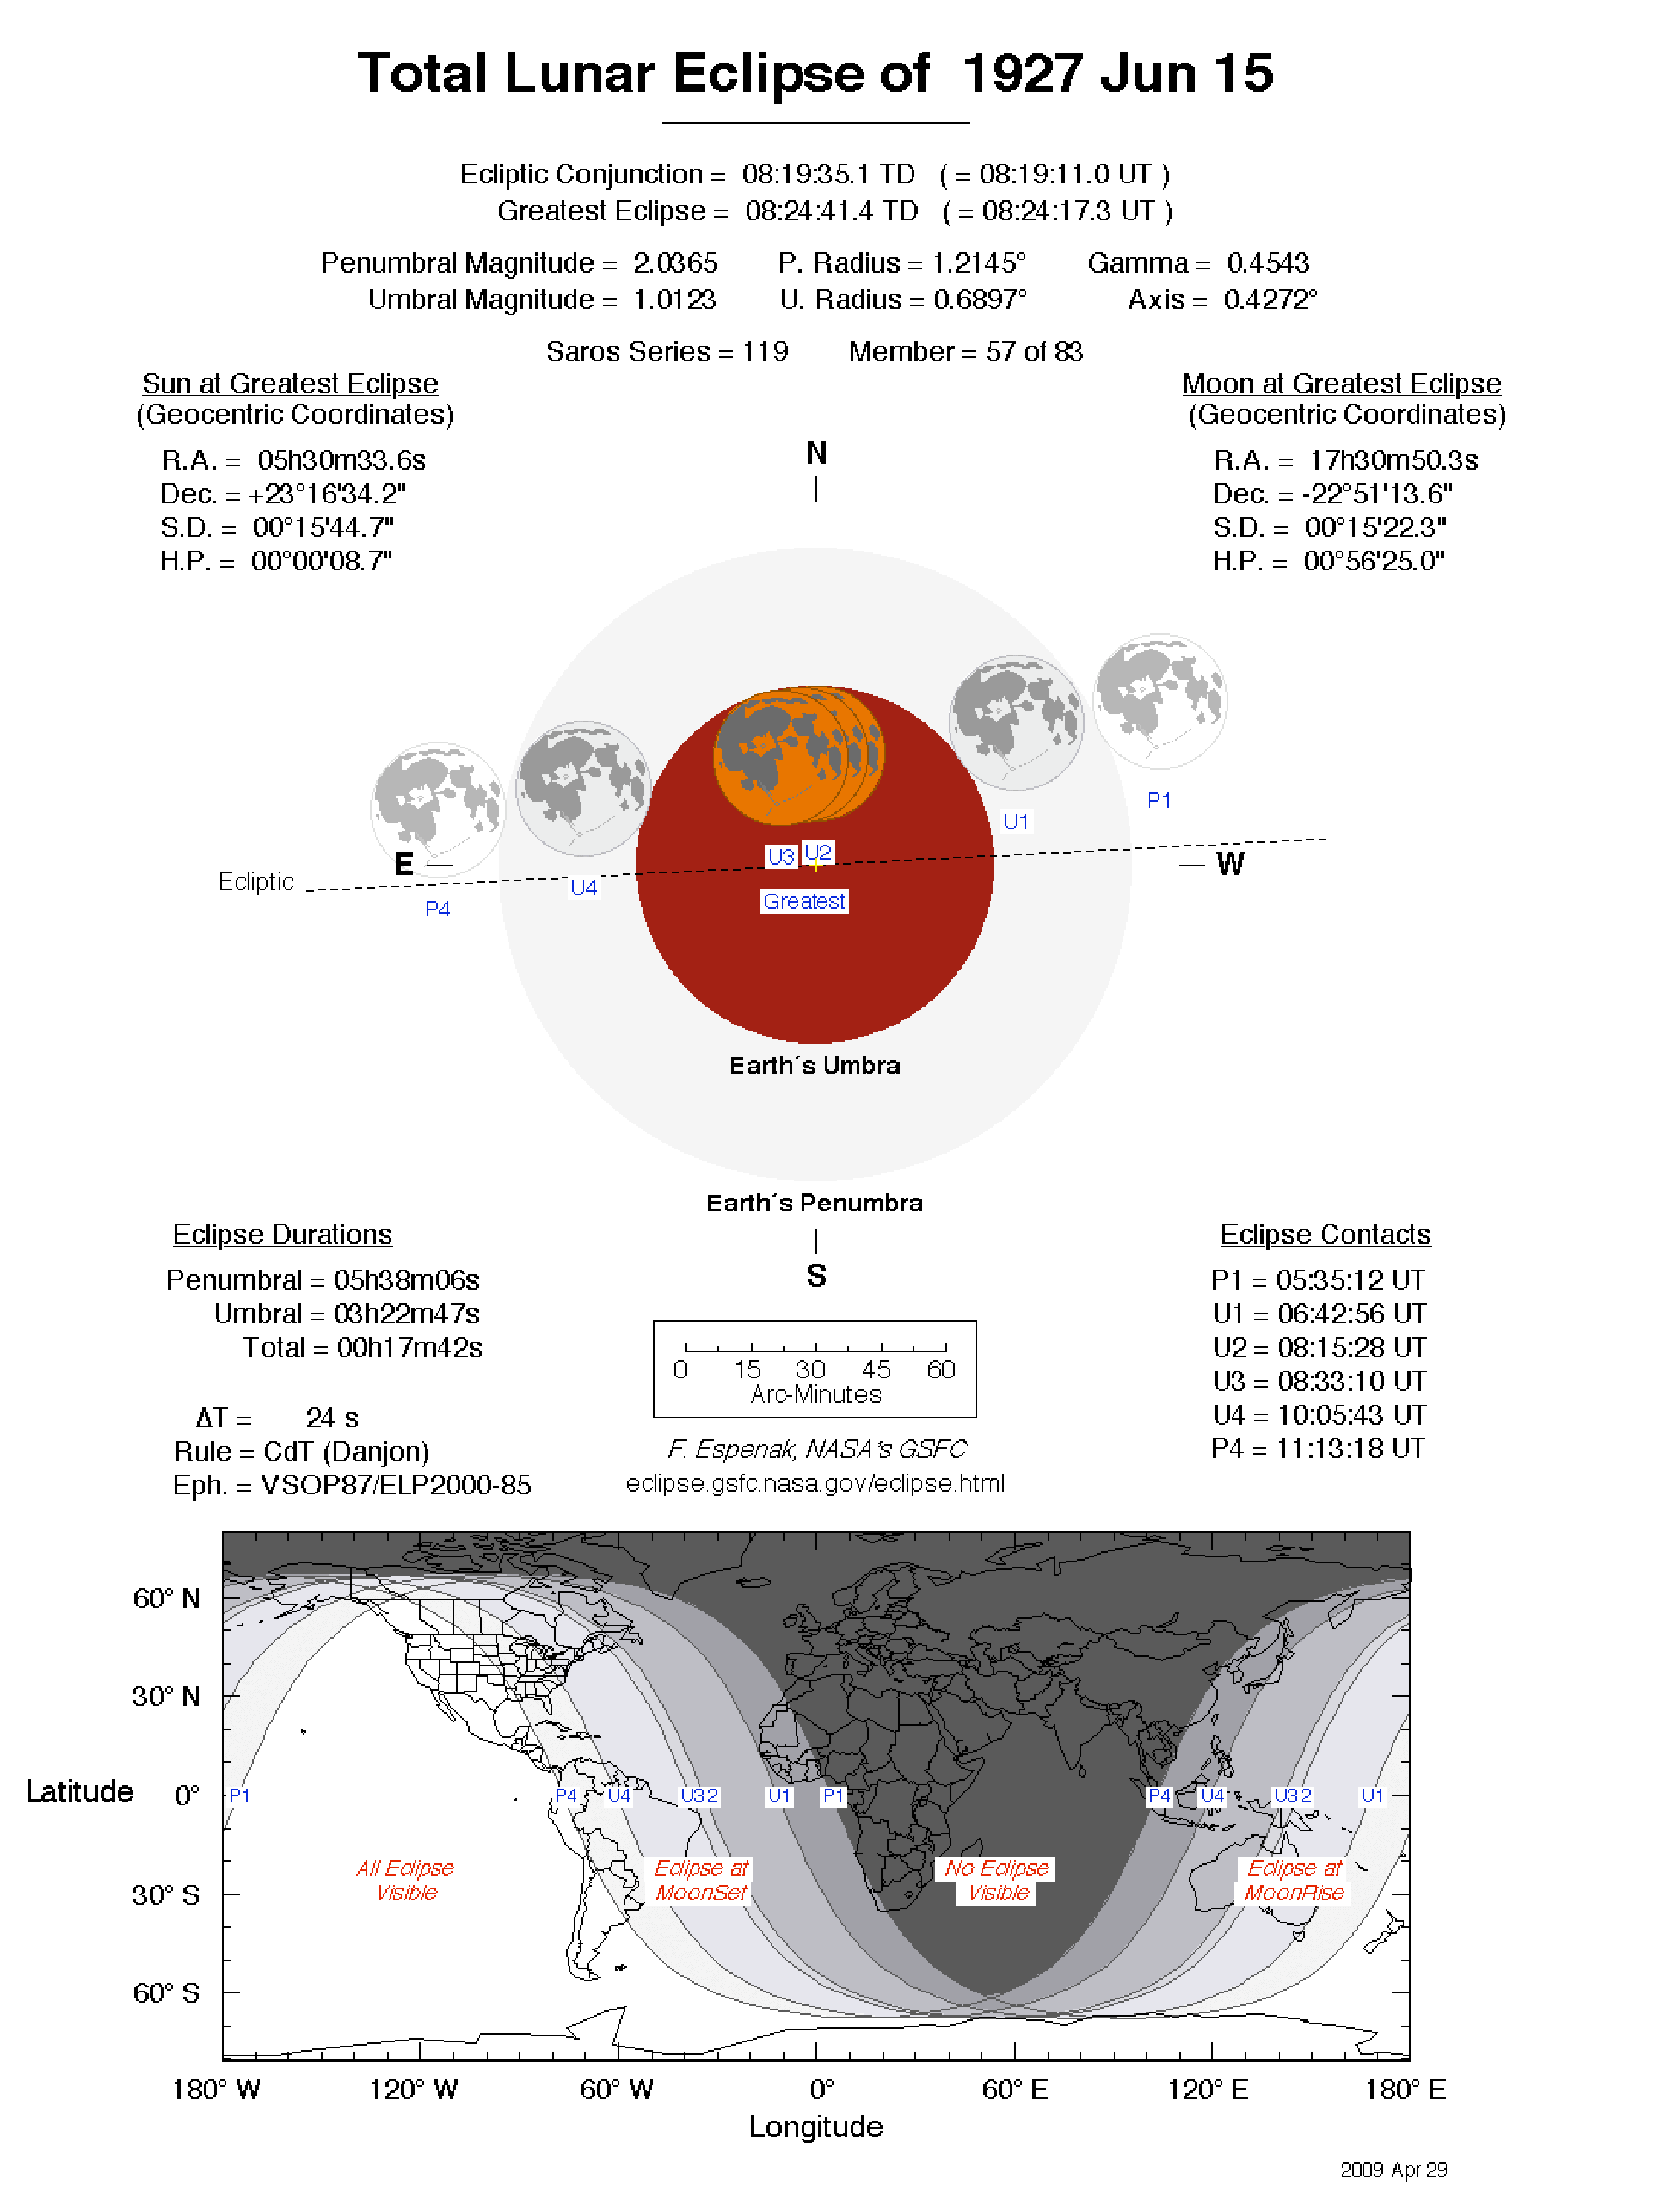 Total Lunar Eclipse of 1927 Jun 15
Ecliptic Conjunction = 08:19:35.1 TD ( = 08:19:11.0 UT )
Greatest Eclipse = 08:24:41.4 TD ( = 08:24:17.3 UT )
Penumbral Magnitude = 2.0365 P. Radius = 1.2145° Gamma = 0.4543
Umbral Magnitude = 1.0123 U. Radius = 0.6897° Axis = 0.4272°
Saros Series = 119 Member = 57 of 83
Sun at Greatest Eclipse
(Geocentric Coordinates)
R.A. = 05h30m33.6s
Dec. = +23°16'34.2"
S.D. = 00°15'44.7"
H.P. = 00°00'08.7"
Moon at Greatest Eclipse
(Geocentric Coordinates)
R.A. = 17h30m50.3s
Dec. = -22°51'13.6"
S.D. = 00°15'22.3"
H.P. = 00°56'25.0"
N
P1
U1
U3 U2
E
W
Ecliptic
U4
Greatest
P4
Earth´s Umbra
Earth´s Penumbra
S
Eclipse Durations
Penumbral = 05h38m06s
Umbral = 03h22m47s
Total = 00h17m42s
ΔT = 24 s
Rule = CdT (Danjon)
Eph. = VSOP87/ELP2000-85
0 15 30 45 60
Arc-Minutes
F. Espenak, NASA's GSFC
eclipse.gsfc.nasa.gov/eclipse.html
Eclipse Contacts
P1 = 05:35:12 UT
U1 = 06:42:56 UT
U2 = 08:15:28 UT
U3 = 08:33:10 UT
U4 = 10:05:43 UT
P4 = 11:13:18 UT
60° N
30° N
Latitude 0° P1 P4 U4 U32 U1 P1 P4 U4 U32 U1
All Eclipse
Visible
Eclipse at
MoonSet
No Eclipse
Visible
Eclipse at
MoonRise
30° S
60° S
180° W 120° W 60° W 0° 60° E 120° E 180° E
Longitude
2009 Apr 29